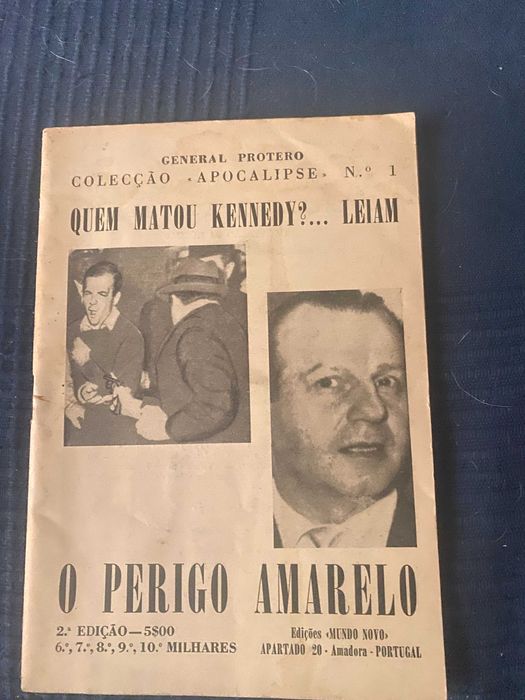 GENERAL PROTERO
COLECÇÃO «APOCALIPSE» N.º 1
QUEM MATOU KENNEDY?... LEIAM
O PERIGO AMARELO
2.ª EDIÇÃO—5$00
6.º, 7.º, 8.º, 9.º, 10.º MILHARES
Edições «MUNDO NOVO»
APARTADO 20 - Amadora - PORTUGAL